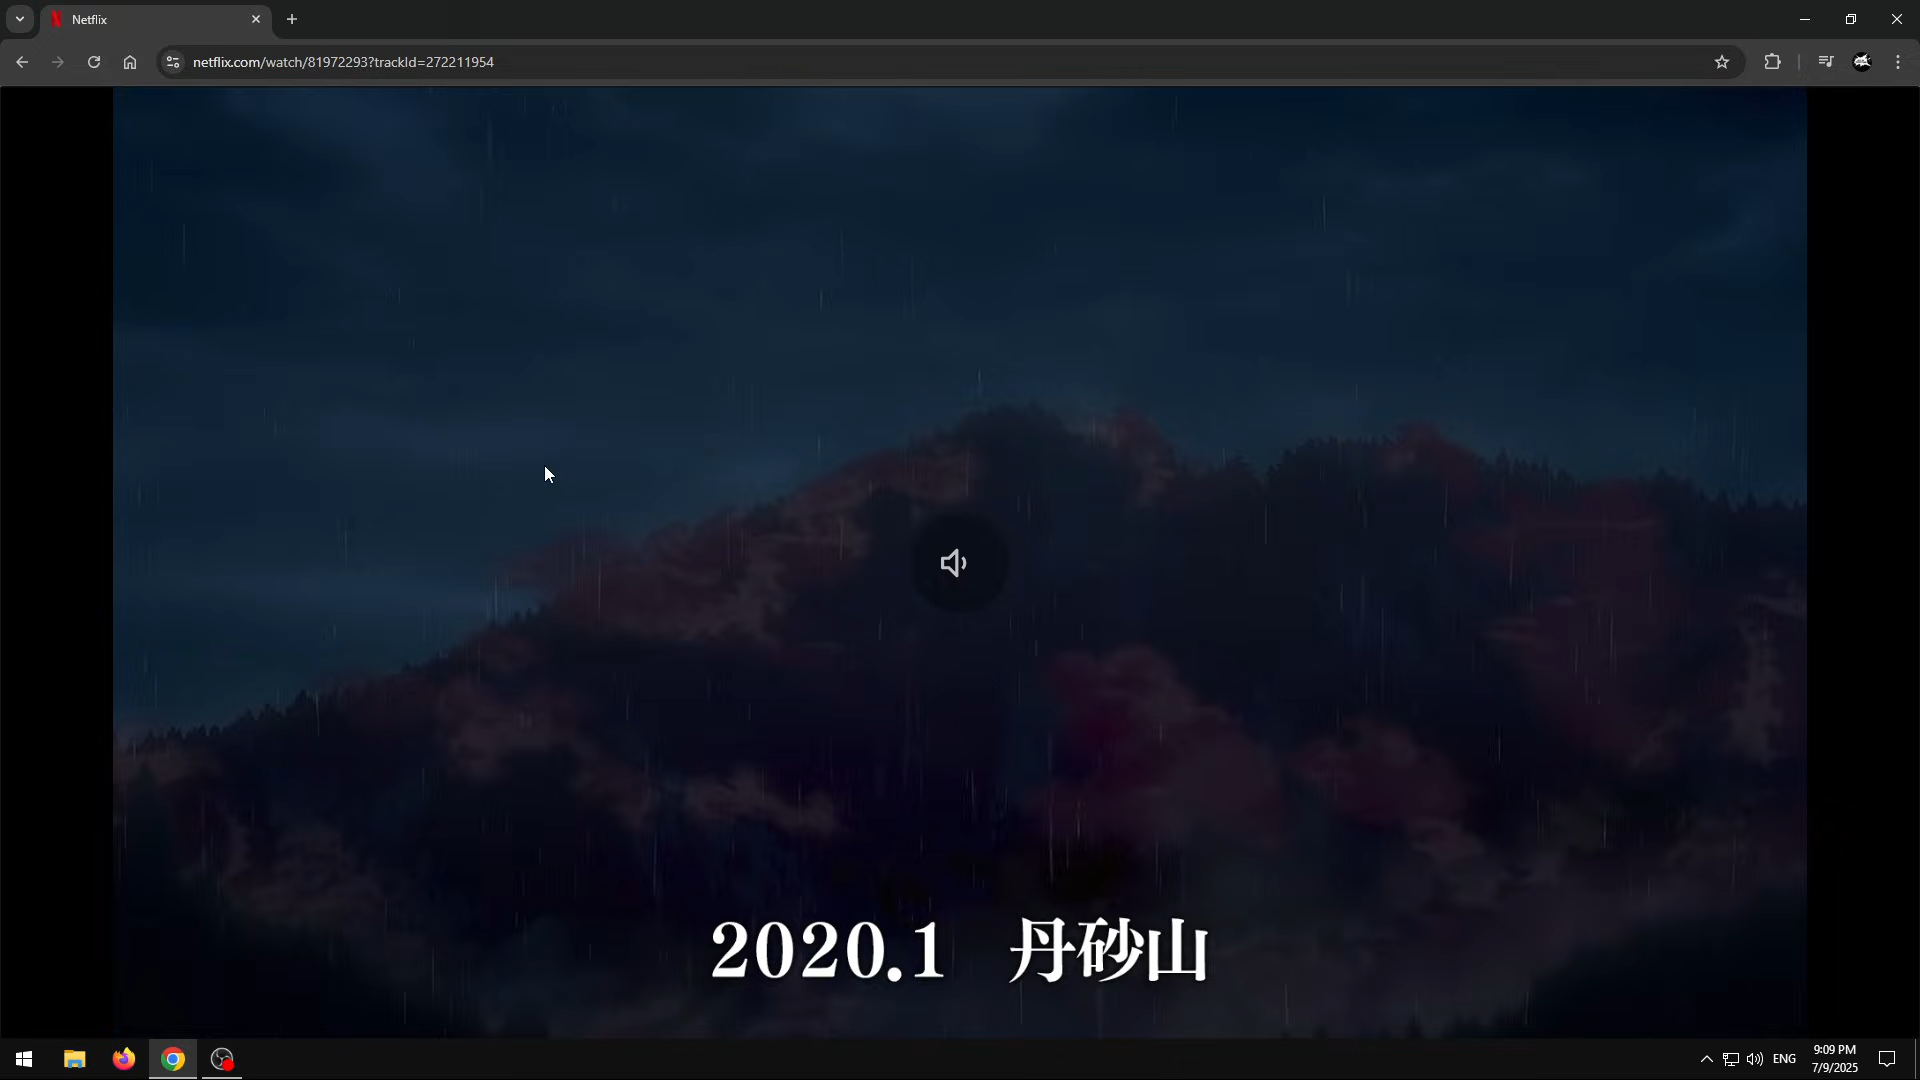 Netflix
netflix.com/watch/81972293?trackId=272211954
2020.1 丹砂山
ENG
9:09 PM
7/9/2025